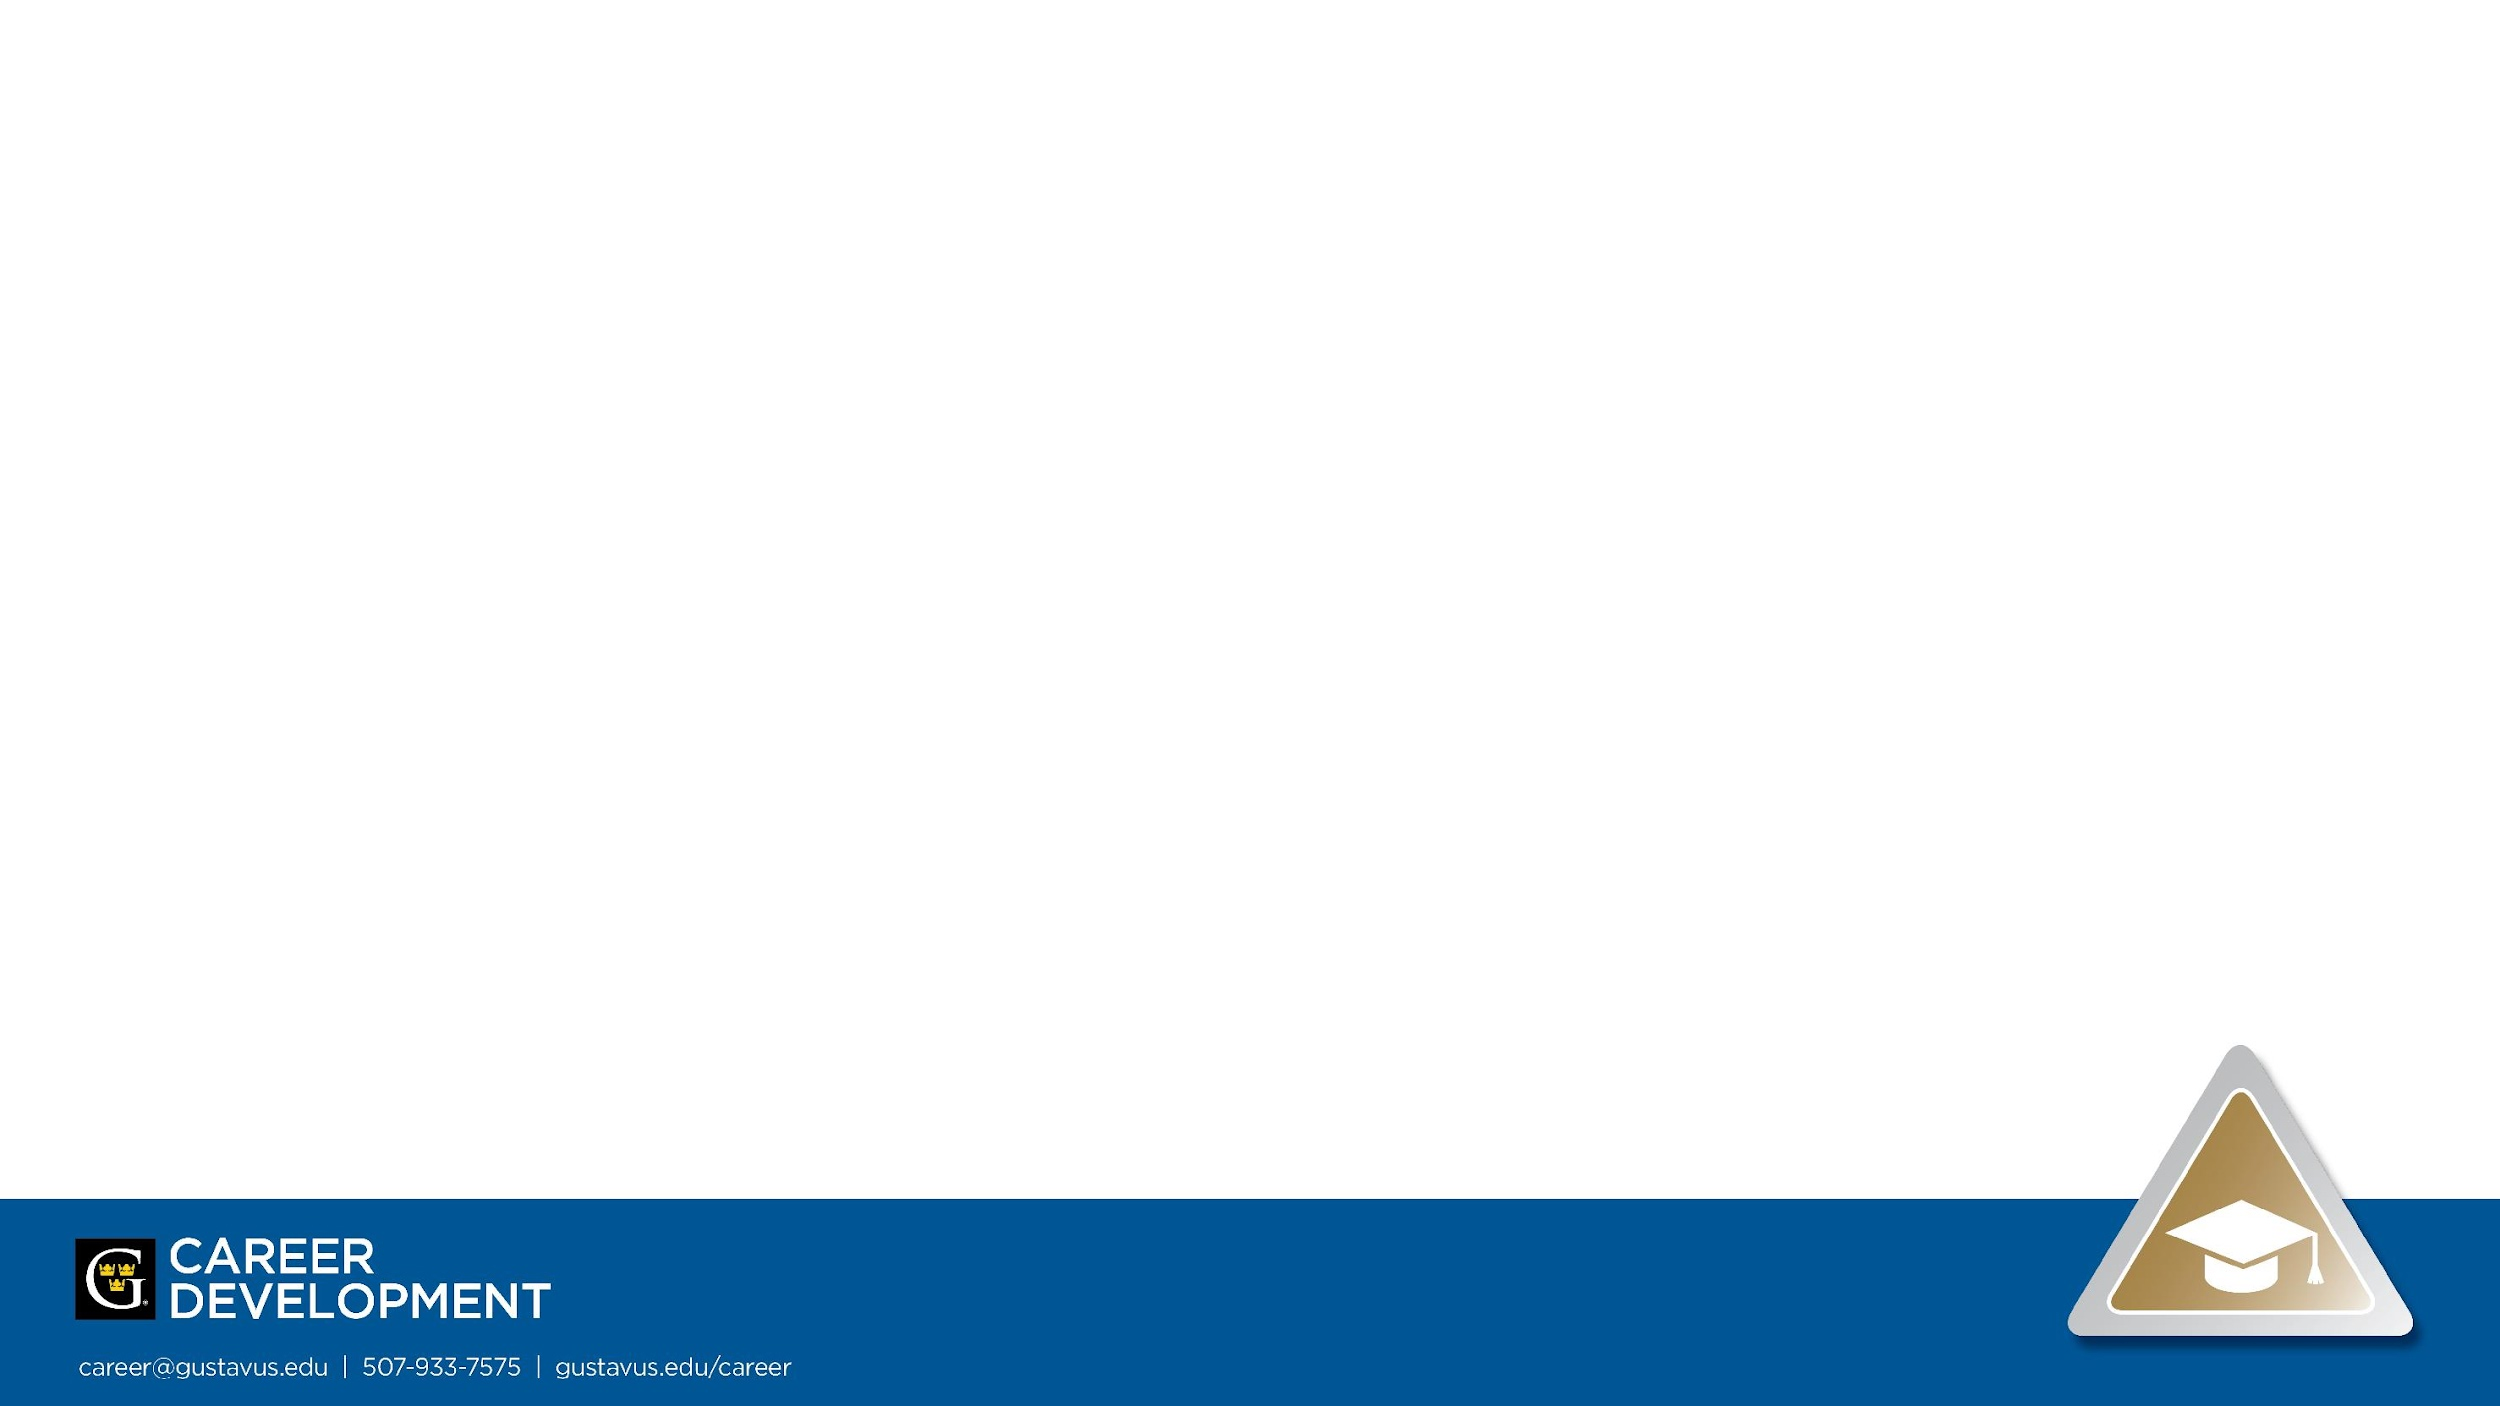 G
CAREER
DEVELOPMENT
career@gustavus.edu | 507-933-7575 | gustavus.edu/career